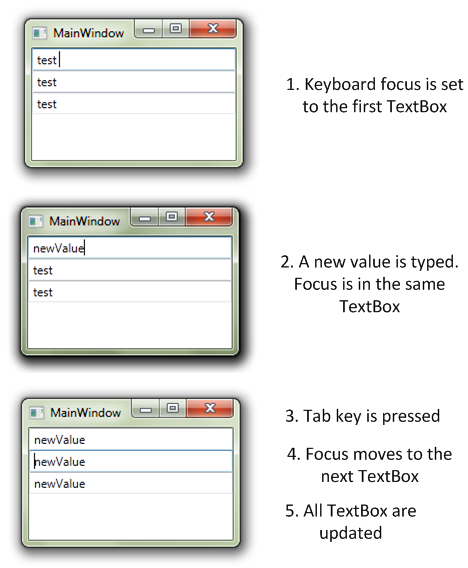 MainWindow
test
test
test
1. Keyboard focus is set
to the first TextBox
MainWindow
newValue
test
test
2. A new value is typed.
Focus is in the same
TextBox
MainWindow
newValue
newValue
newValue
3. Tab key is pressed
4. Focus moves to the
next TextBox
5. All TextBox are
updated